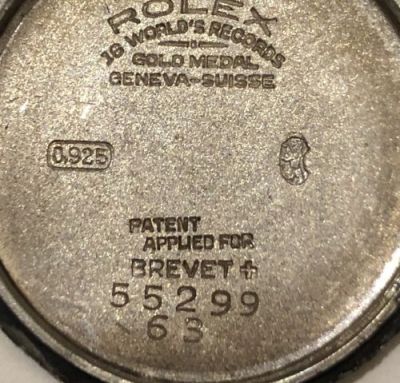 ROLEX
16 WORLD'S RECORDS
GOLD MEDAL
GENEVA-SUISSE
0,925
PATENT
APPLIED FOR
BREVET +
55299
63